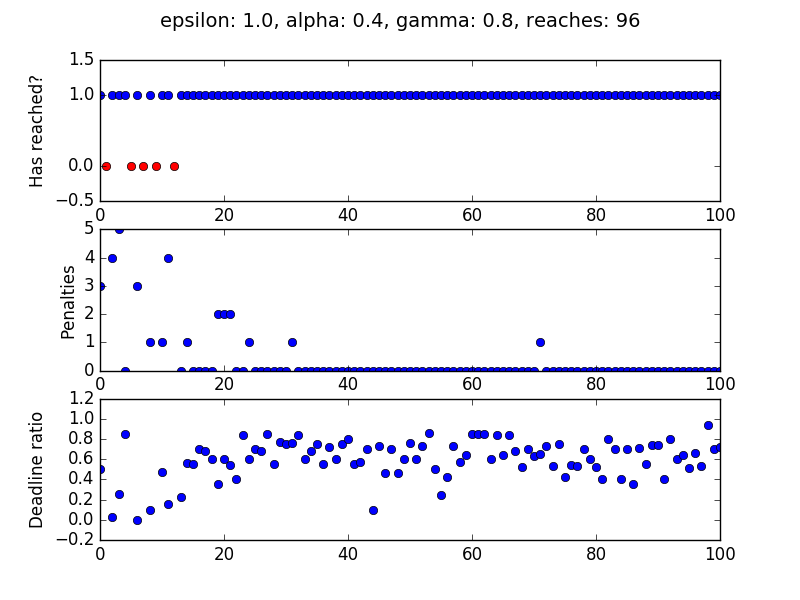 epsilon: 1.0, alpha: 0.4, gamma: 0.8, reaches: 96
Has reached?
1.5
1.0
0.0
−0.5
0 20 40 60 80 100
Penalties
5
4
3
2
1
0
0 20 40 60 80 100
Deadline ratio
1.2
1.0
0.8
0.6
0.4
0.2
0.0
−0.2
0 20 40 60 80 100